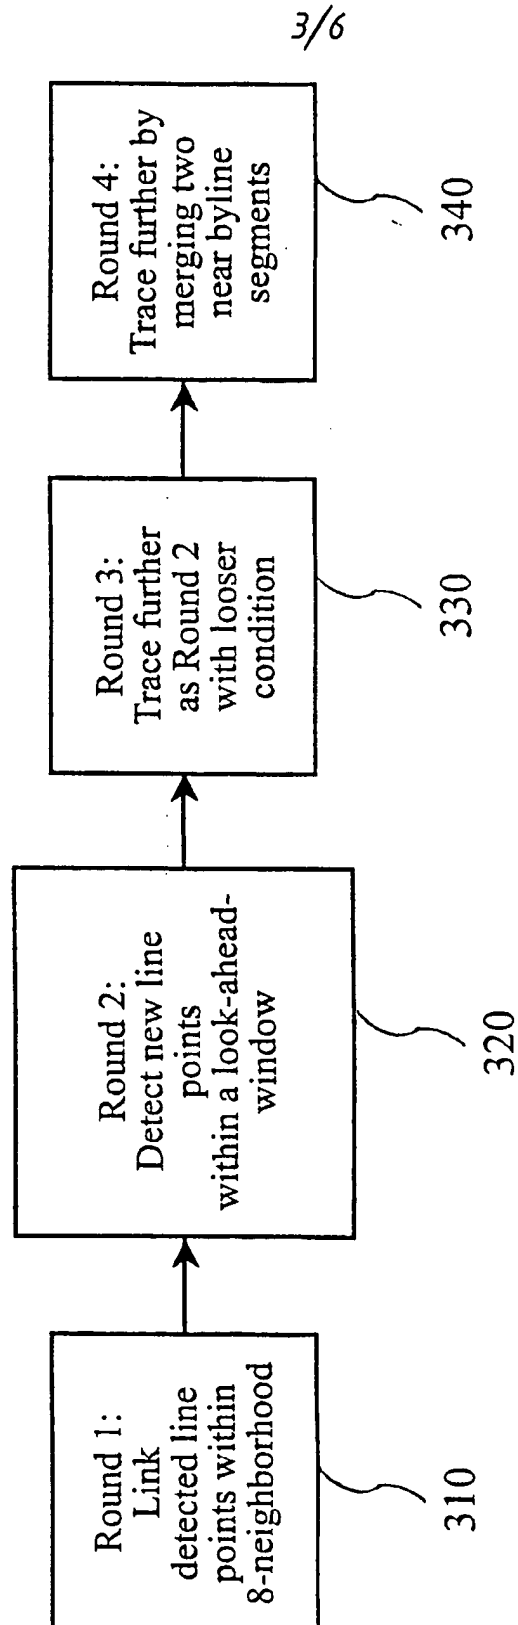 3/6
Round 1:
Link
detected line
points within
8-neighborhood
310
Round 2:
Detect new line
points
within a look-ahead-
window
320
Round 3:
Trace further
as Round 2
with looser
condition
330
Round 4:
Trace further by
merging two
near byline
segments
340